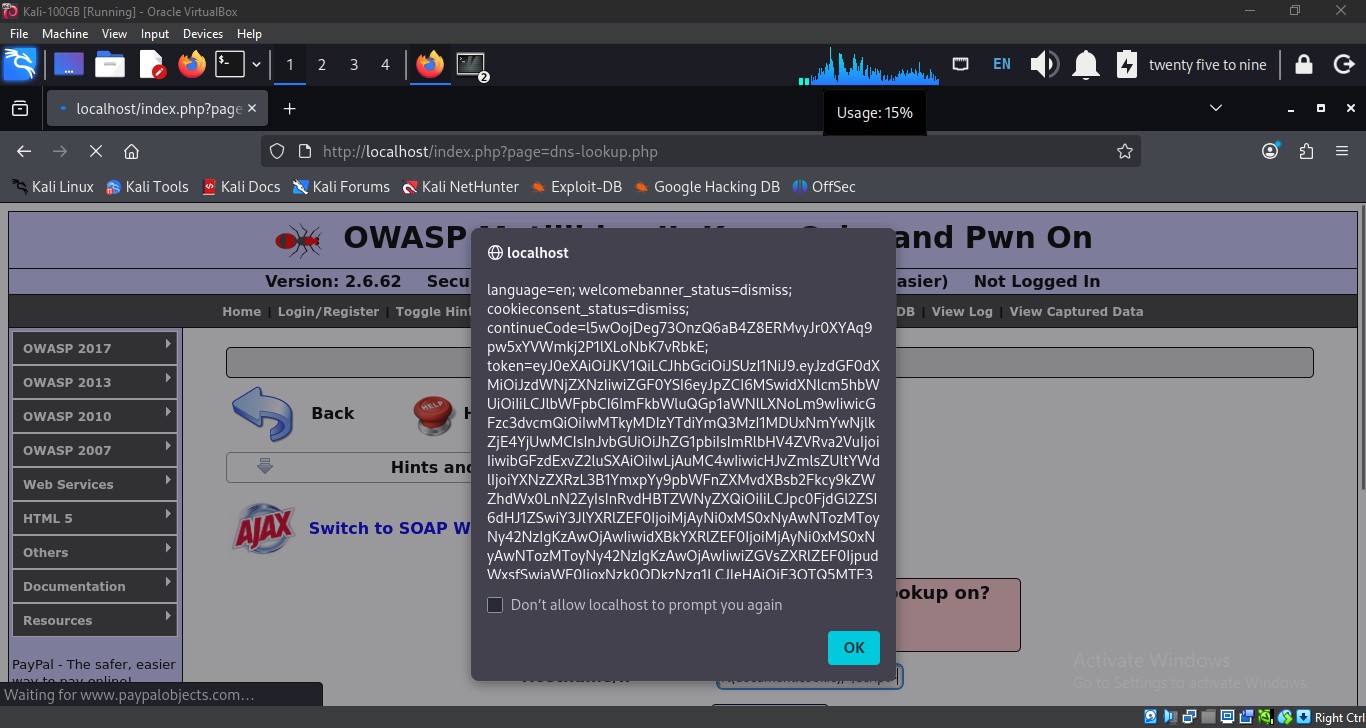 Kali-100GB [Running] - Oracle VirtualBox
File Machine View Input Devices Help
1 2 3 4 2 EN twenty five to nine
localhost/index.php?page
Usage: 15%
http://localhost/index.php?page=dns-lookup.php
Kali Linux Kali Tools Kali Docs Kali Forums Kali NetHunter Exploit-DB Google Hacking DB OffSec
OWASP and Pwn On
Version: 2.6.62 Secu asier) Not Logged In
Home | Login/Register | Toggle Hint DB | View Log | View Captured Data
OWASP 2017
OWASP 2013
OWASP 2010
OWASP 2007
Web Services
HTML 5
Others
Documentation
Resources
PayPal - The safer, easier
way to pay online!
Back
HELP H
Hints and
AJAX Switch to SOAP W
ookup on?
localhost
language=en; welcomebanner_status=dismiss;
cookieconsent_status=dismiss;
continueCode=l5wOojDeg73OnzQ6aB4Z8ERMvyJr0XYAq9
pw5xYVWmkj2P1lXLoNbK7vRbkE;
token=eyJ0eXAiOiJKV1QiLCJhbGciOiJSUzI1NiJ9.eyJzdGF0dX
MiOiJzdWNjZXNzIiwiZGF0YSI6eyJpZCI6MSwidXNlcm5hbW
UiOiIiLCJlbWFpbCI6ImFkbWluQGp1aWNlLXNoLm9wIiwicG
Fzc3dvcmQiOiIwMTkyMDIzYTdiYmQ3MzI1MDUxNmYwNjlk
ZjE4YjUwMCIsInJvbGUiOiJhZG1pbiIsImRlbHV4ZVRva2VuIjoi
IiwibGFzdExvZ2luSXAiOiIwLjAuMC4wIiwicHJvZmlsZUltYWd
lIjoiYXNzZXRzL3B1YmxpYy9pbWFnZXMvdXBsb2Fkcy9kZW
ZhdWx0LnN2ZyIsInRvdHBTZWNyZXQiOiIiLCJpc0FjdGl2ZSI
6dHJ1ZSwiY3JlYXRlZEF0IjoiMjAyNi0xMS0xNyAwNTozMToy
Ny42NzIgKzAwOjAwIiwidXBkYXRlZEF0IjoiMjAyNi0xMS0xN
yAwNTozMToyNy42NzIgKzAwOjAwIiwiZGVsZXRlZEF0Ijpud
Don't allow localhost to prompt you again
OK
Activate Windows
Go to Settings to activate Windows.
Waiting for www.paypalobjects.com…
Right Ctrl